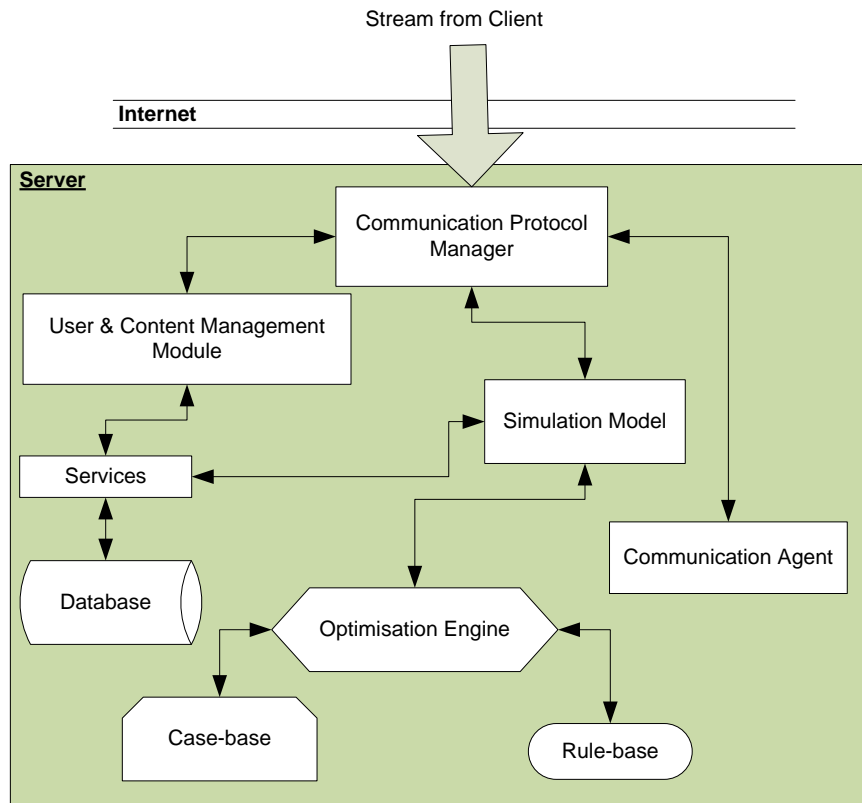 Stream from Client
Internet
Server
Communication Protocol
Manager
User & Content Management
Module
Simulation Model
Services
Communication Agent
Database
Optimisation Engine
Case-base
Rule-base